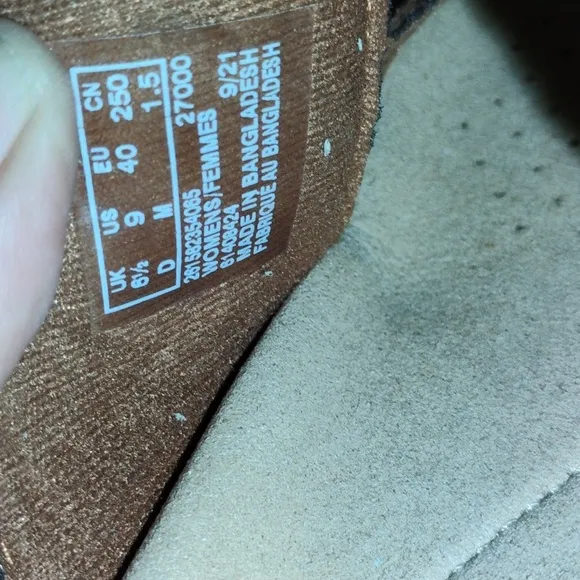 UK US EU CN
6½ 9 40 250
D M 1.5
261592354065 27000
WOMENS/FEMMES
61409424 9/21
MADE IN BANGLADESH
FABRIQUE AU BANGLADESH